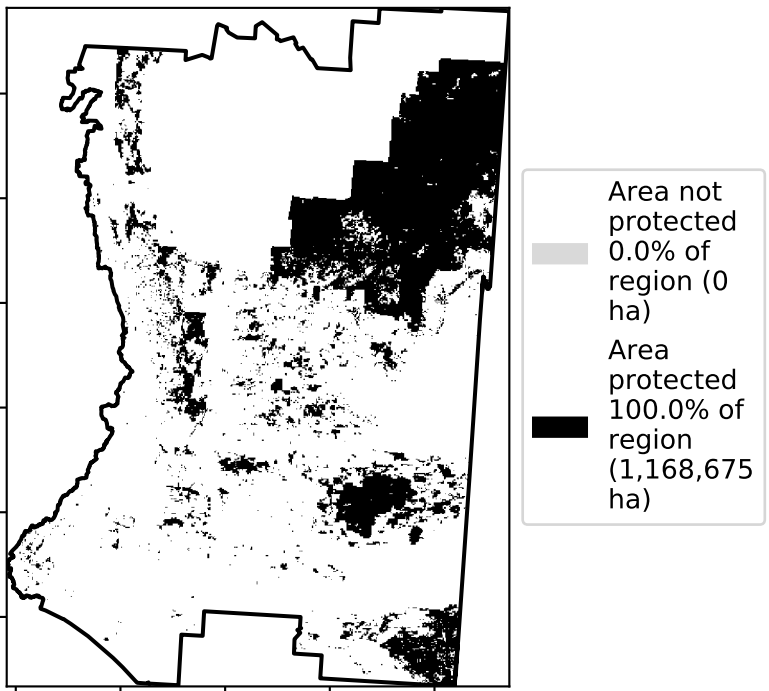 Area not
protected
0.0% of
region (0
ha)
Area
protected
100.0% of
region
(1,168,675
ha)